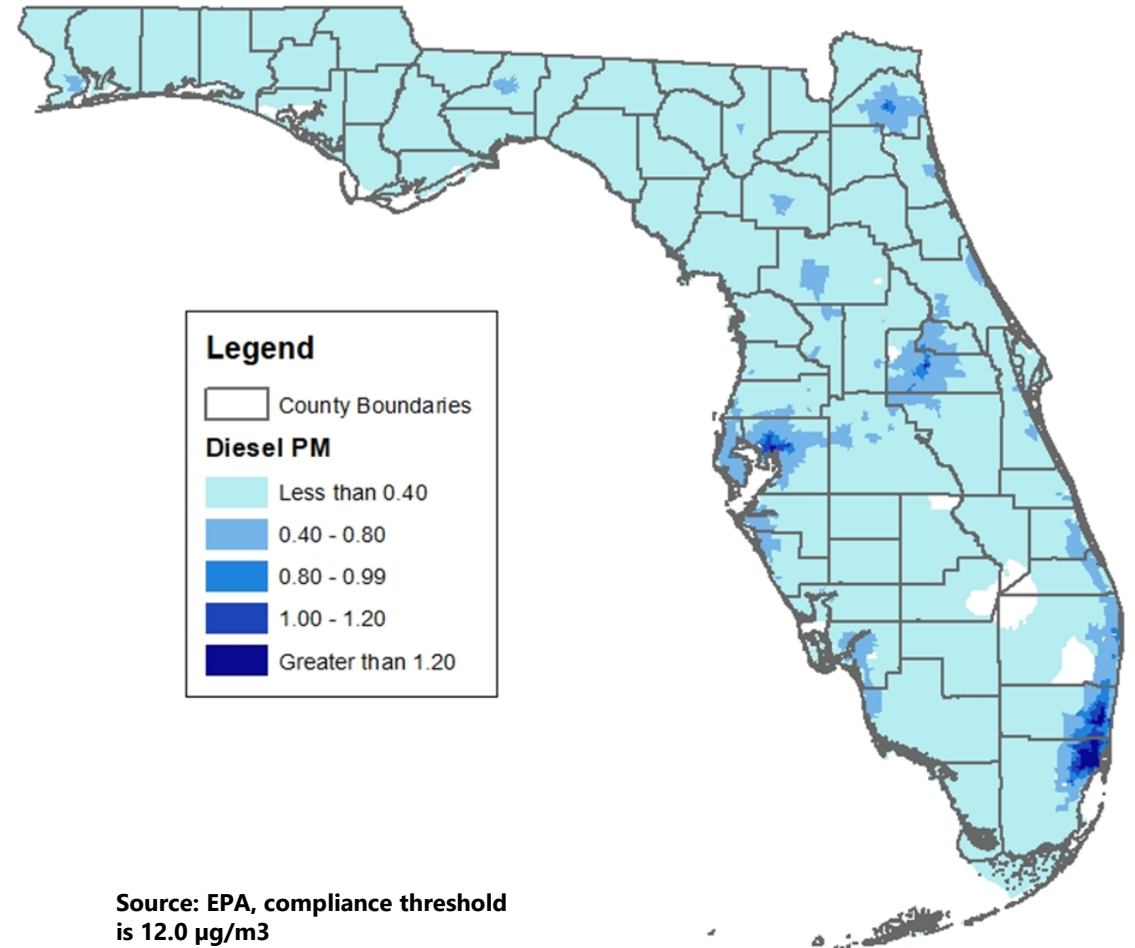 Legend
County Boundaries
Diesel PM
Less than 0.40
0.40 - 0.80
0.80 - 0.99
1.00 - 1.20
Greater than 1.20
Source: EPA, compliance threshold
is 12.0 µg/m3